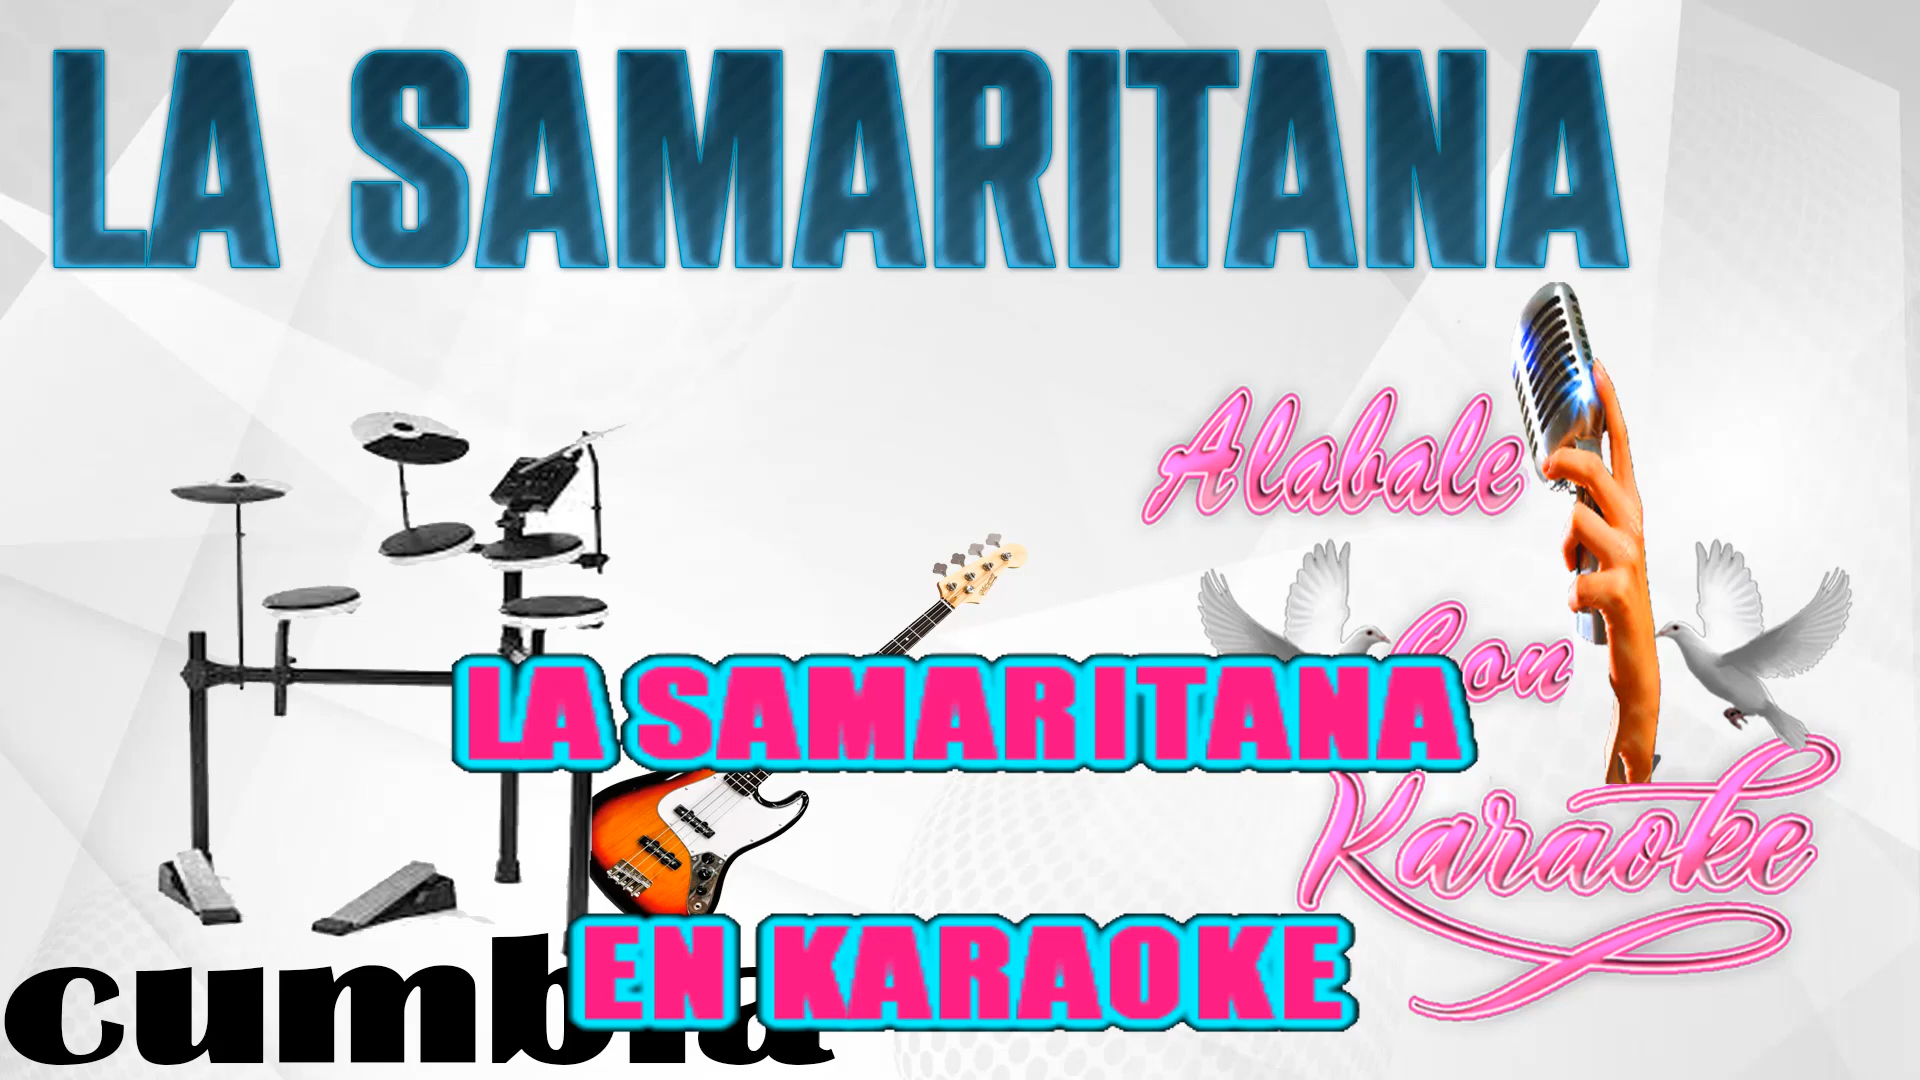 LA SAMARITANA
Alabale
Con
LA SAMARITANA
Karaoke
EN KARAOKE
cumbia